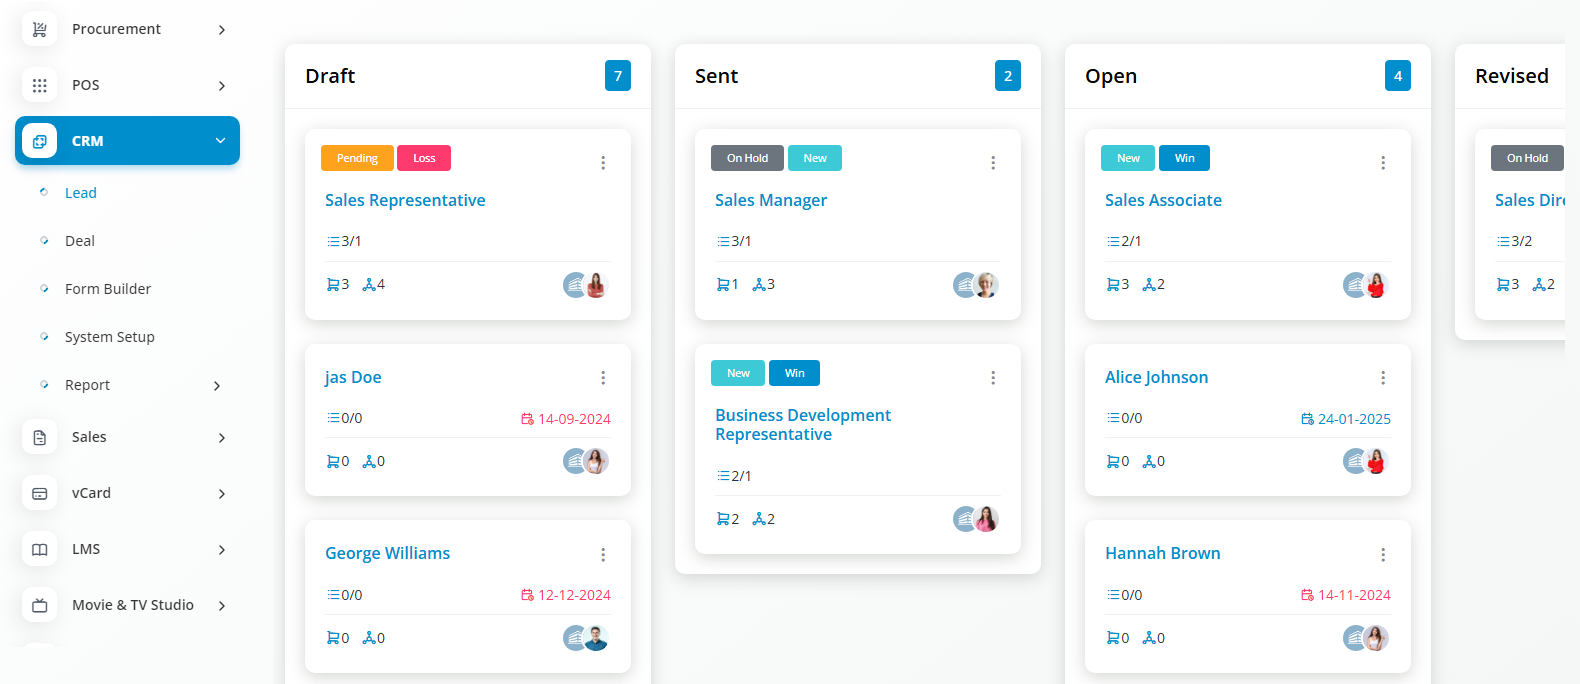 Procurement
POS
CRM
Lead
Deal
Form Builder
System Setup
Report
Sales
vCard
LMS
Movie & TV Studio
Draft 7
Pending Loss
Sales Representative
3/1
3 4
jas Doe
0/0 14-09-2024
0 0
George Williams
0/0 12-12-2024
0 0
Sent 2
On Hold New
Sales Manager
3/1
1 3
New Win
Business Development
Representative
2/1
2 2
Open 4
New Win
Sales Associate
2/1
3 2
Alice Johnson
0/0 24-01-2025
0 0
Hannah Brown
0/0 14-11-2024
0 0
Revised
On Hold
Sales Dire
3/2
3 2